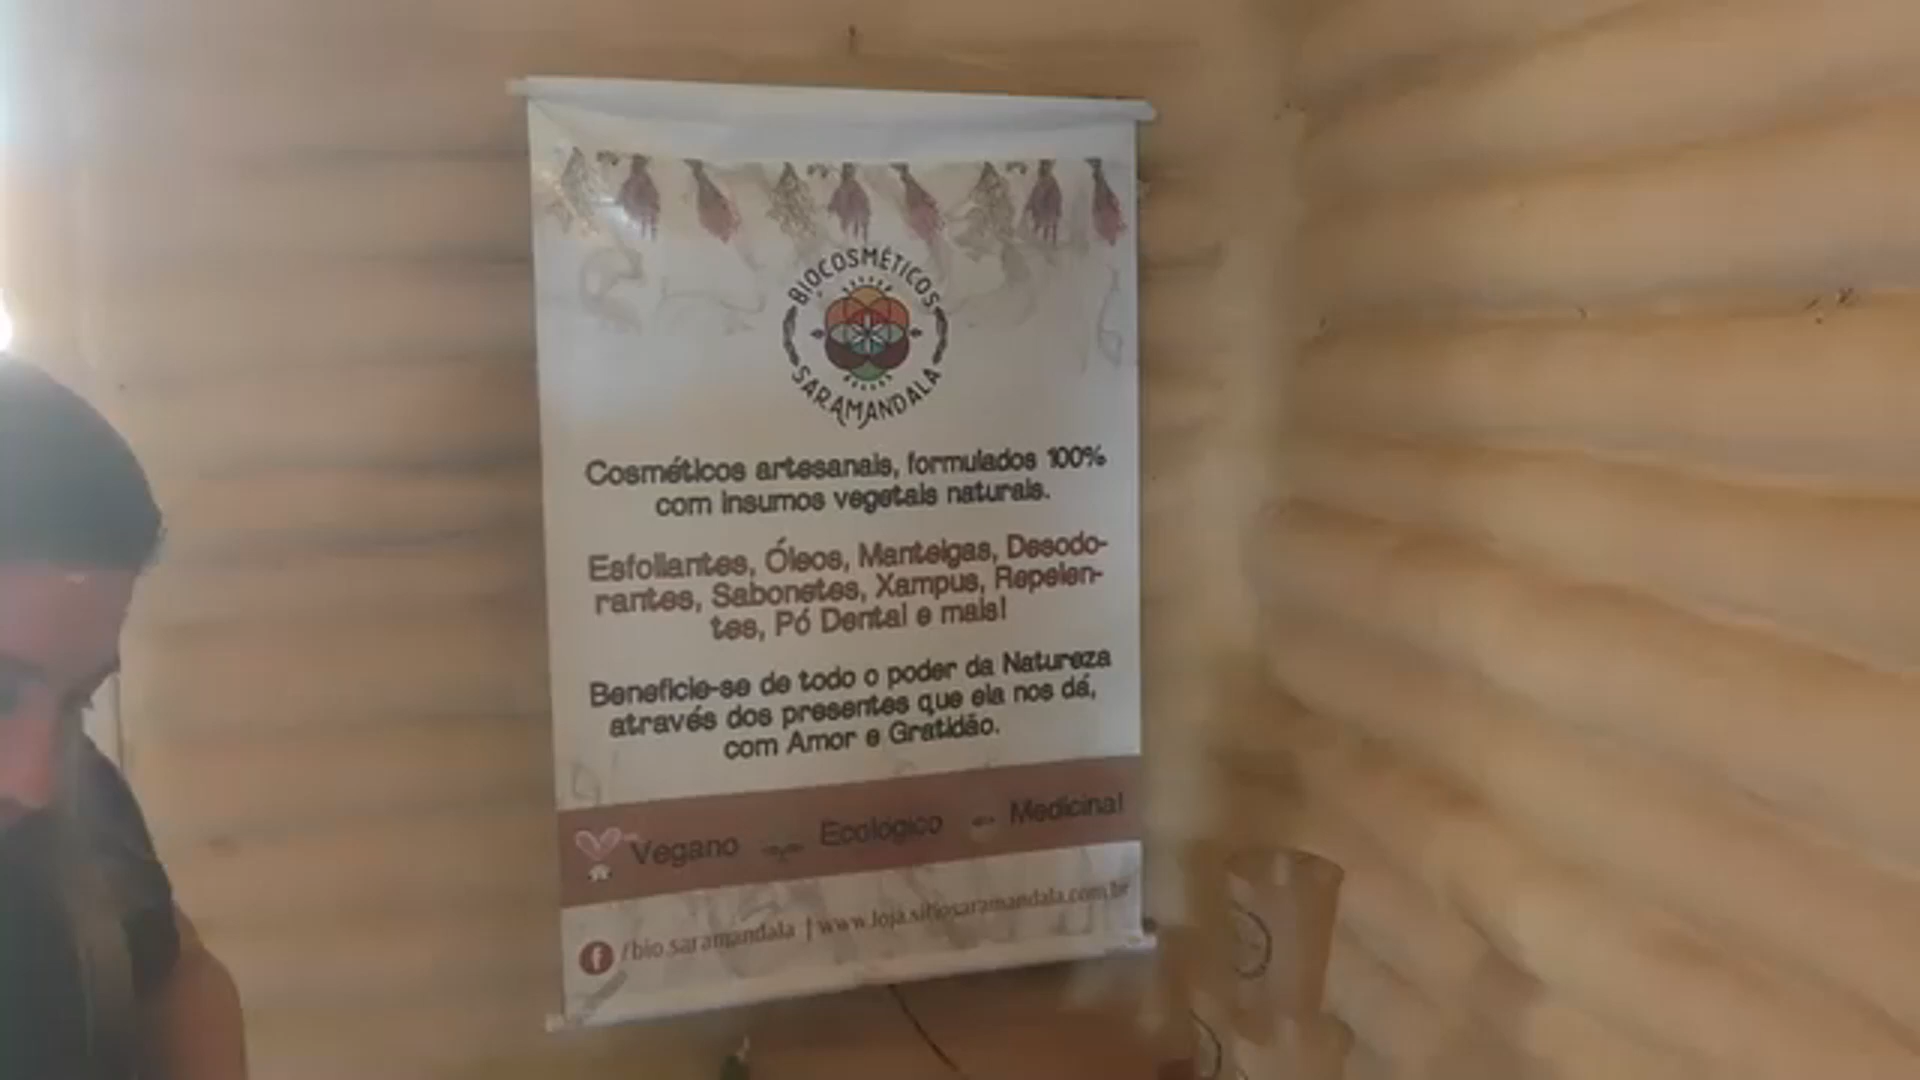 BIOCOSMÉTICOS
SARAMANDALA
Cosméticos artesanais, formulados 100%
com insumos vegetais naturais.
Esfoliantes, Óleos, Manteigas, Desodo-
rantes, Sabonetes, Xampus, Repelen-
tes, Pó Dental e mais!
Beneficie-se de todo o poder da Natureza
através dos presentes que ela nos dá,
com Amor e Gratidão.
Vegano Ecológico Medicinal
f /bio.saramandala | www.loja.sitiosaramandala.com.br